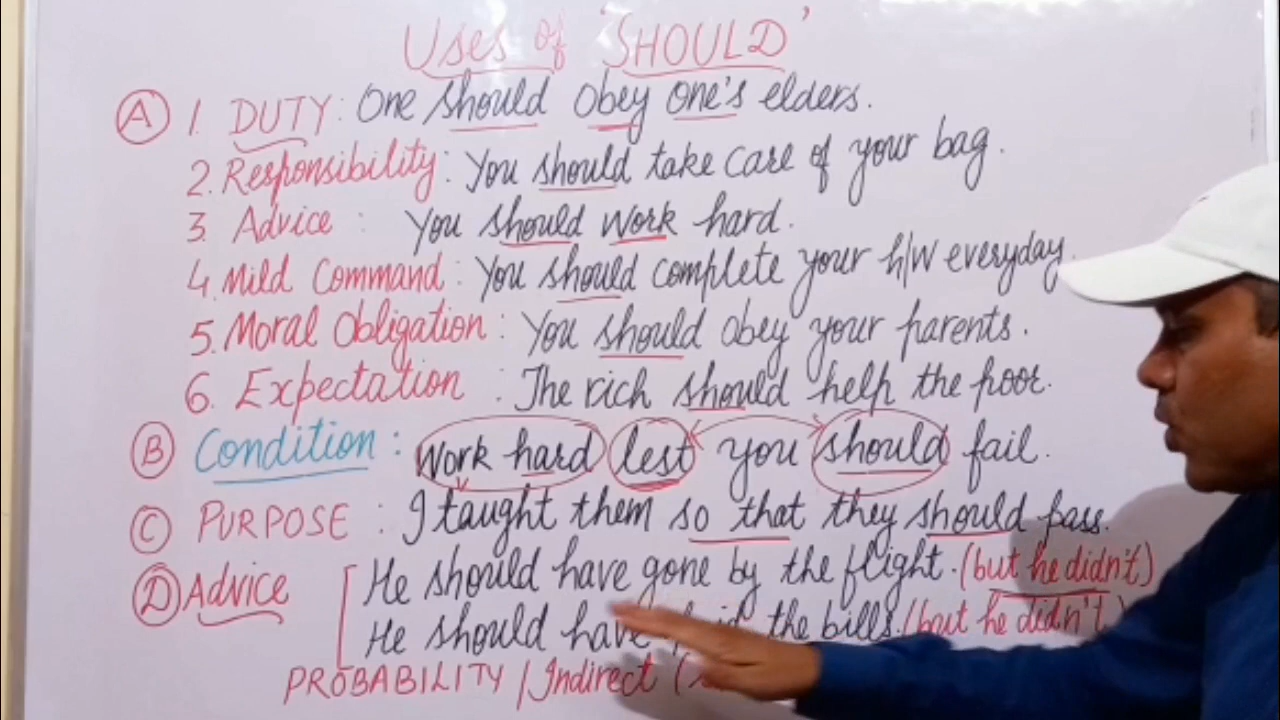 Uses of 'SHOULD'
(A) 1. DUTY: One should obey one's elders.
2. Responsibility: You should take care of your bag.
3. Advice : You should work hard.
4. Mild Command: You should complete your h/w everyday
5. Moral Obligation: You should obey your parents.
6. Expectation : The rich should help the poor.
(B) Condition: Work hard lest you should fail.
(C) PURPOSE : I taught them so that they should pass.
(D) Advice [He should have gone by the flight. (but he didn't)
He should have the bills. (but he didn't)
PROBABILITY / Indirect (